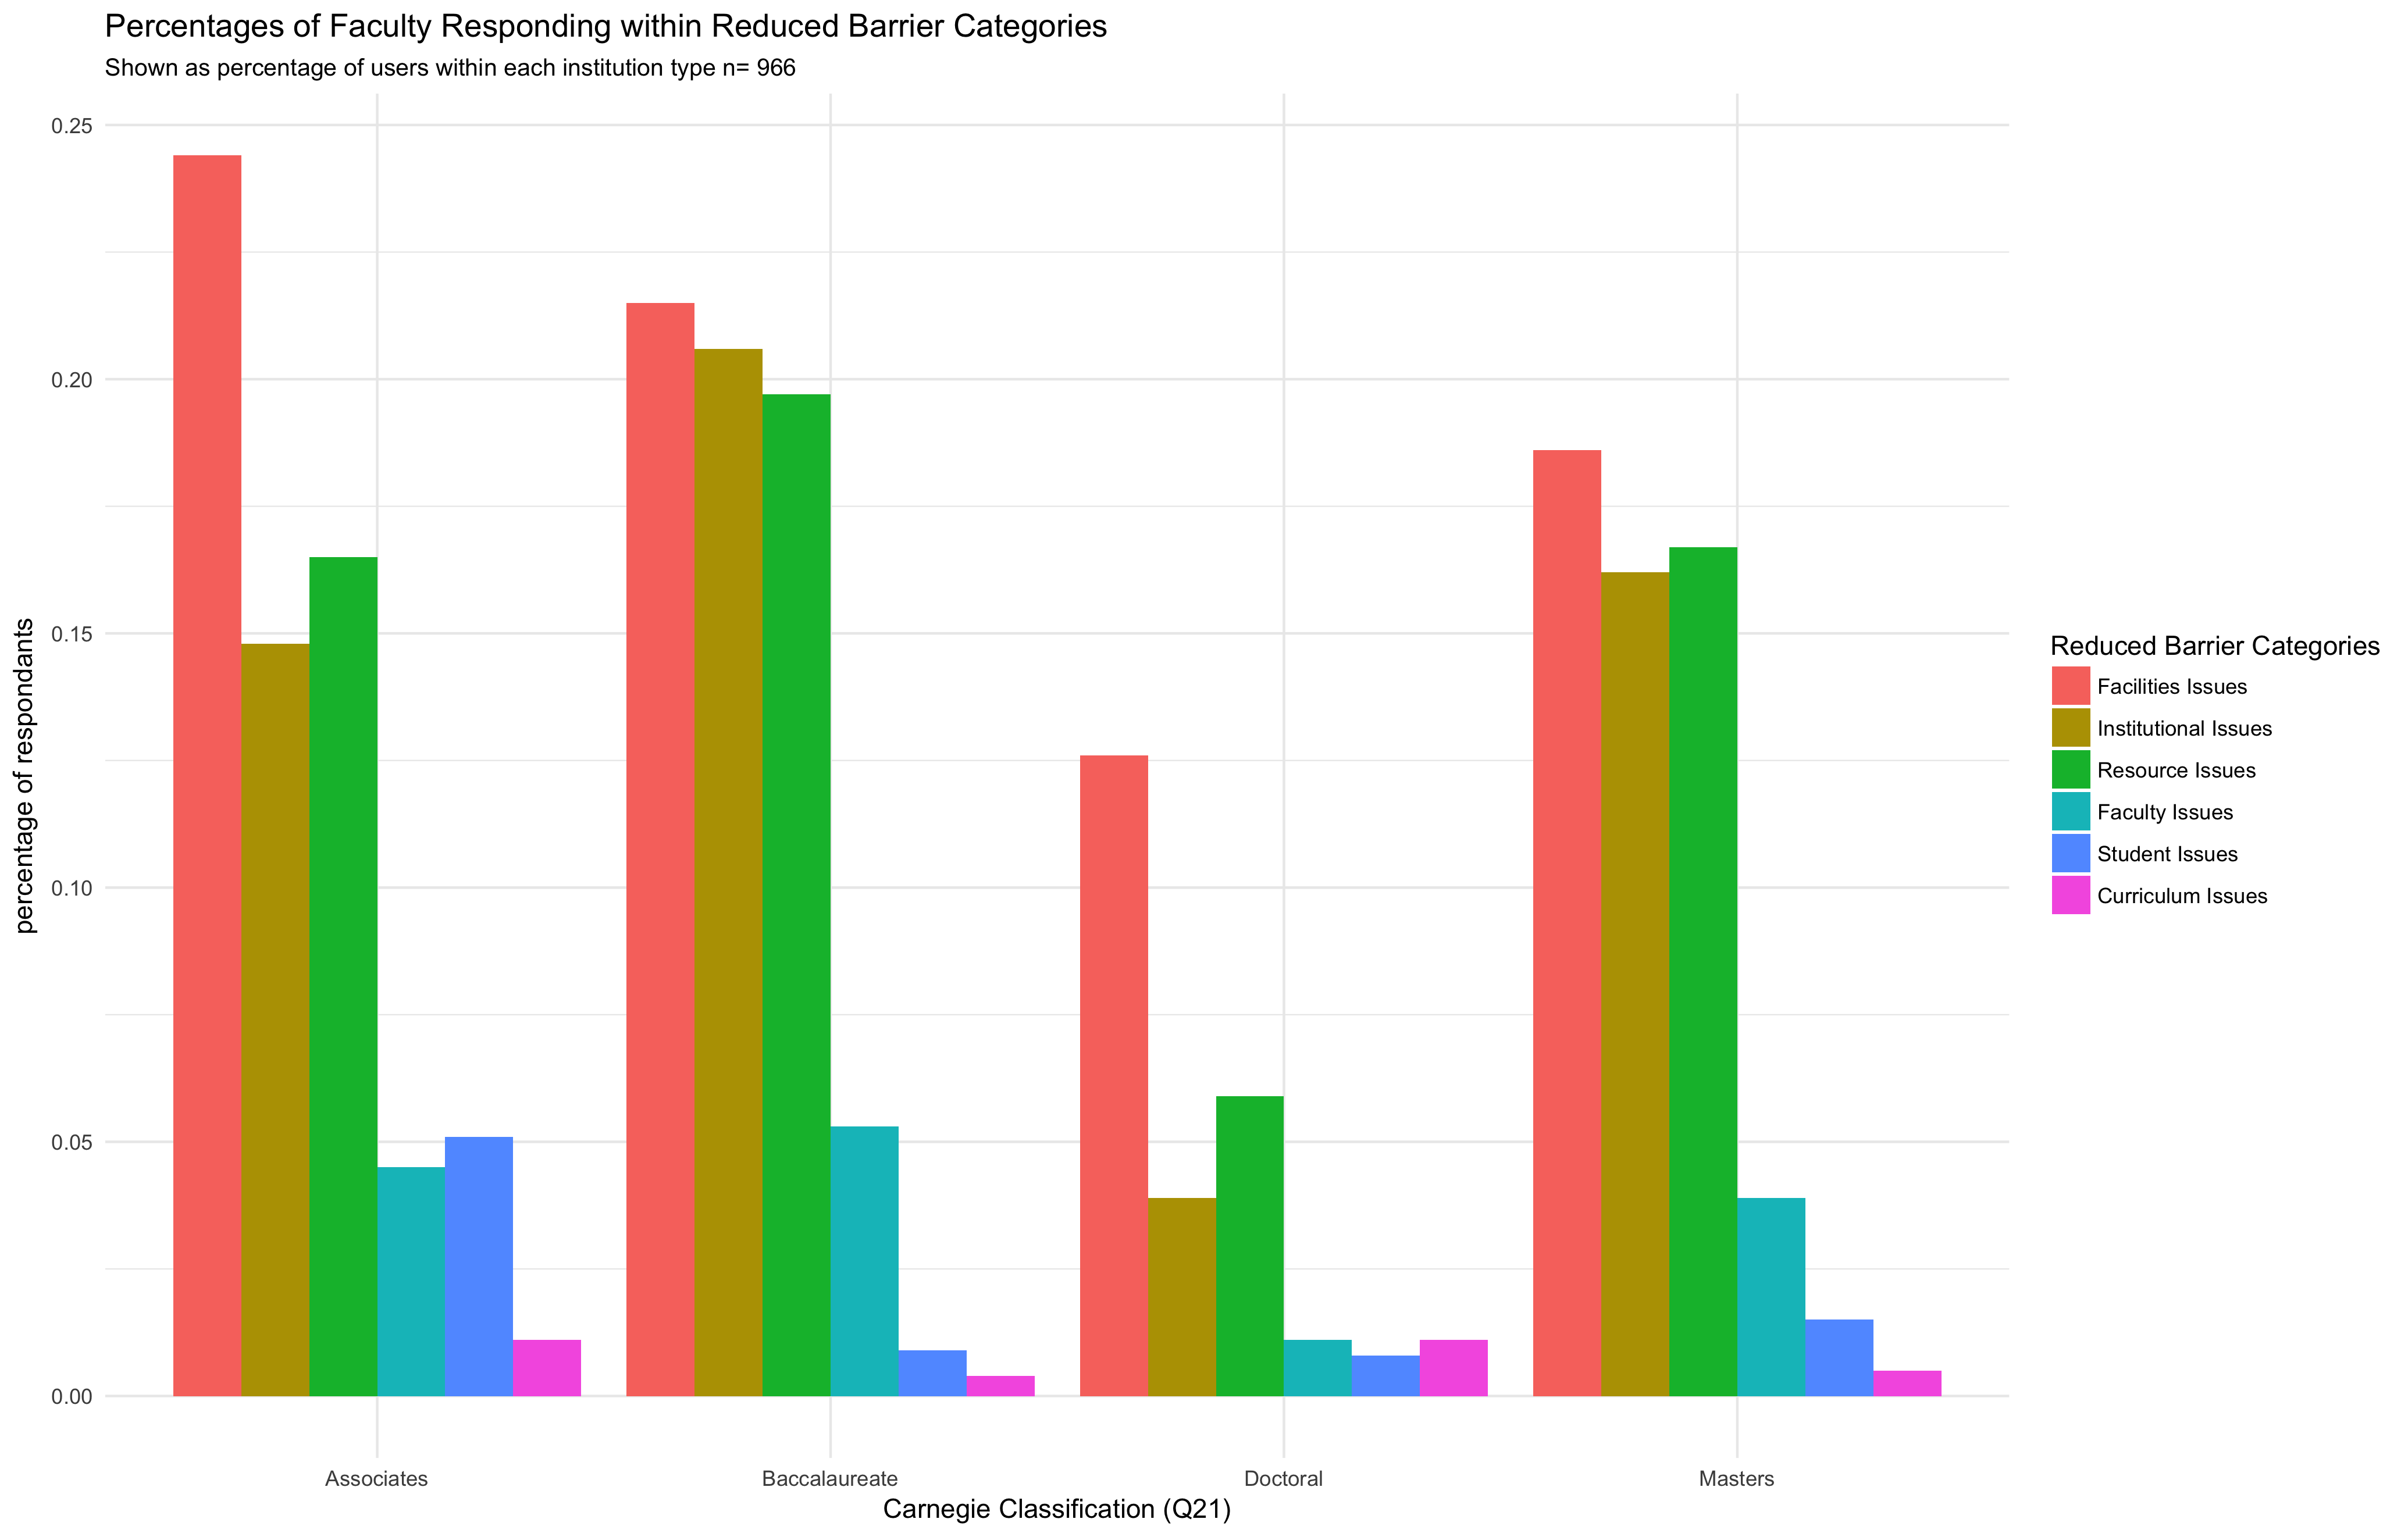 Percentages of Faculty Responding within Reduced Barrier Categories
Shown as percentage of users within each institution type n= 966
0.25
0.20
0.15
0.10
0.05
0.00
percentage of respondants
Associates
Baccalaureate
Doctoral
Masters
Carnegie Classification (Q21)
Reduced Barrier Categories
Facilities Issues
Institutional Issues
Resource Issues
Faculty Issues
Student Issues
Curriculum Issues